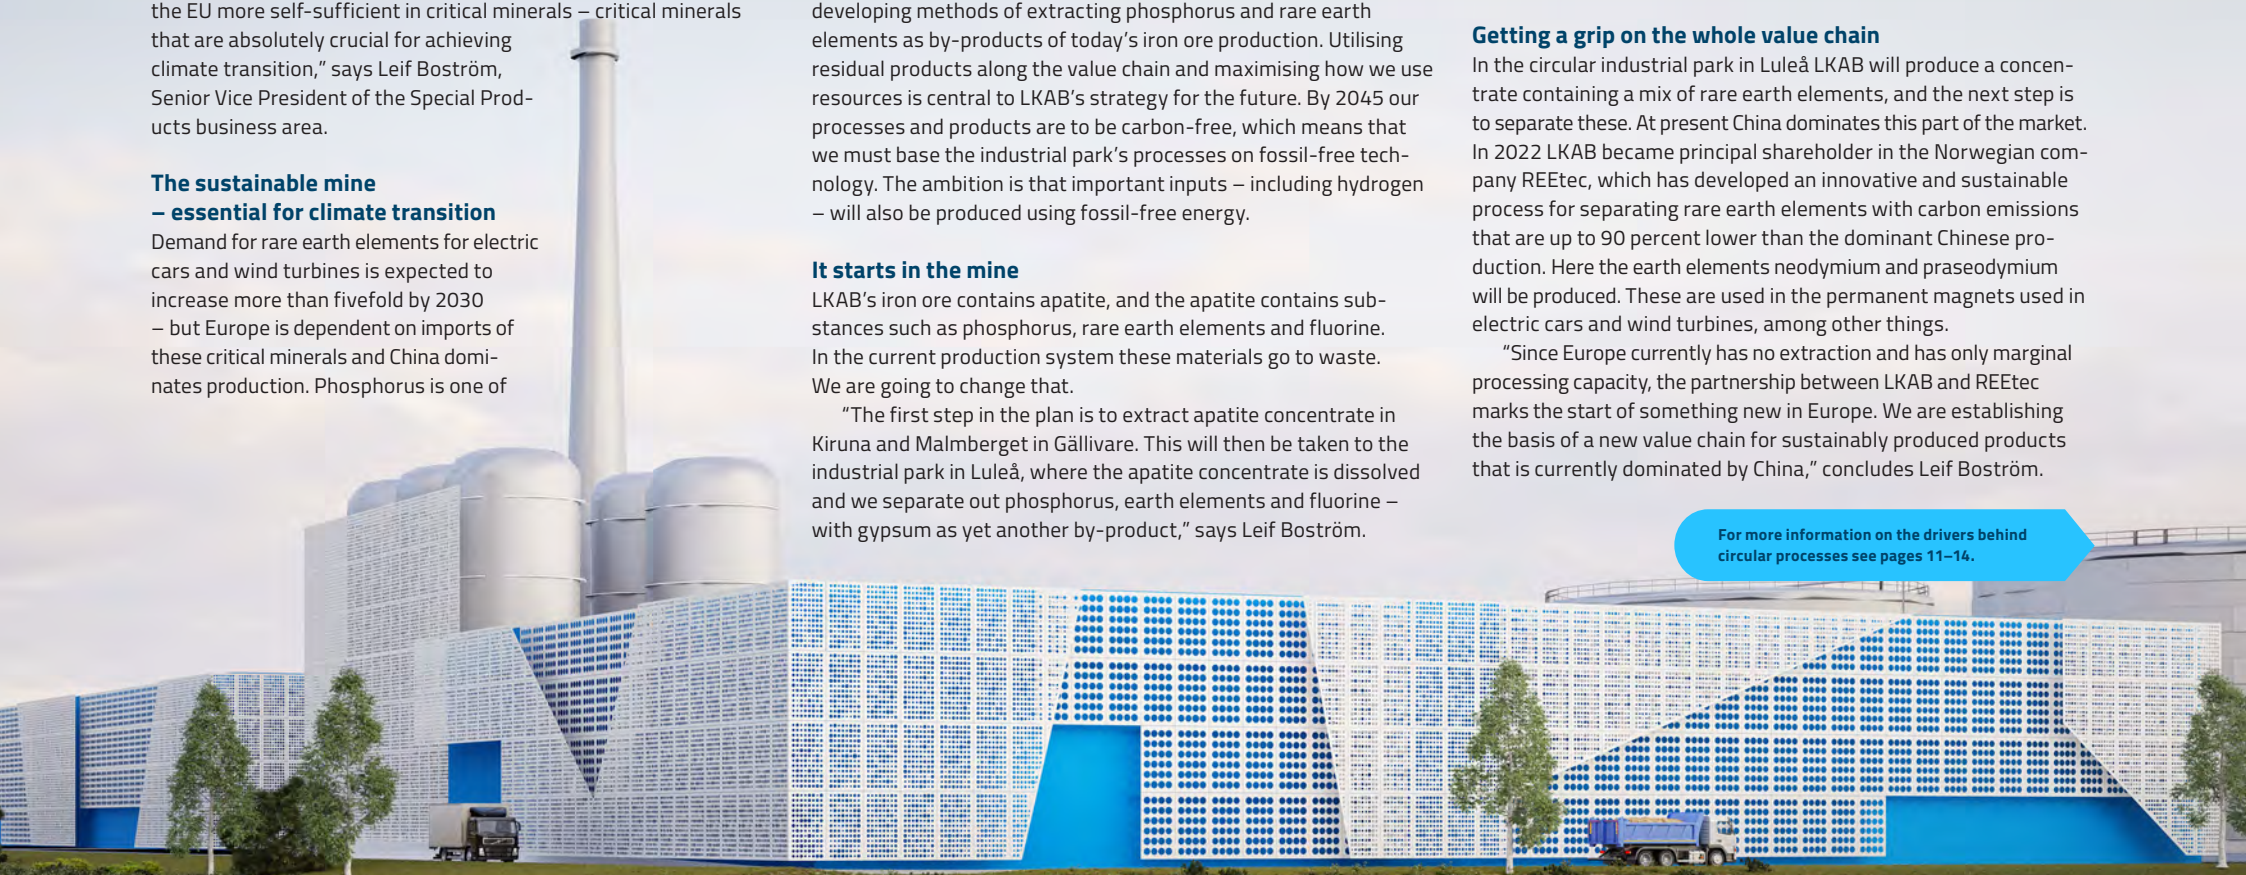 the EU more self-sufficient in critical minerals – critical minerals
that are absolutely crucial for achieving
climate transition,” says Leif Boström,
Senior Vice President of the Special Prod-
ucts business area.
The sustainable mine
– essential for climate transition
Demand for rare earth elements for electric
cars and wind turbines is expected to
increase more than fivefold by 2030
– but Europe is dependent on imports of
these critical minerals and China domi-
nates production. Phosphorus is one of
developing methods of extracting phosphorus and rare earth
elements as by-products of today’s iron ore production. Utilising
residual products along the value chain and maximising how we use
resources is central to LKAB’s strategy for the future. By 2045 our
processes and products are to be carbon-free, which means that
we must base the industrial park’s processes on fossil-free tech-
nology. The ambition is that important inputs – including hydrogen
– will also be produced using fossil-free energy.
It starts in the mine
LKAB’s iron ore contains apatite, and the apatite contains sub-
stances such as phosphorus, rare earth elements and fluorine.
In the current production system these materials go to waste.
We are going to change that.
“The first step in the plan is to extract apatite concentrate in
Kiruna and Malmberget in Gällivare. This will then be taken to the
industrial park in Luleå, where the apatite concentrate is dissolved
and we separate out phosphorus, earth elements and fluorine –
with gypsum as yet another by-product,” says Leif Boström.
Getting a grip on the whole value chain
In the circular industrial park in Luleå LKAB will produce a concen-
trate containing a mix of rare earth elements, and the next step is
to separate these. At present China dominates this part of the market.
In 2022 LKAB became principal shareholder in the Norwegian com-
pany REEtec, which has developed an innovative and sustainable
process for separating rare earth elements with carbon emissions
that are up to 90 percent lower than the dominant Chinese pro-
duction. Here the earth elements neodymium and praseodymium
will be produced. These are used in the permanent magnets used in
electric cars and wind turbines, among other things.
“Since Europe currently has no extraction and has only marginal
processing capacity, the partnership between LKAB and REEtec
marks the start of something new in Europe. We are establishing
the basis of a new value chain for sustainably produced products
that is currently dominated by China,” concludes Leif Boström.
For more information on the drivers behind
circular processes see pages 11–14.